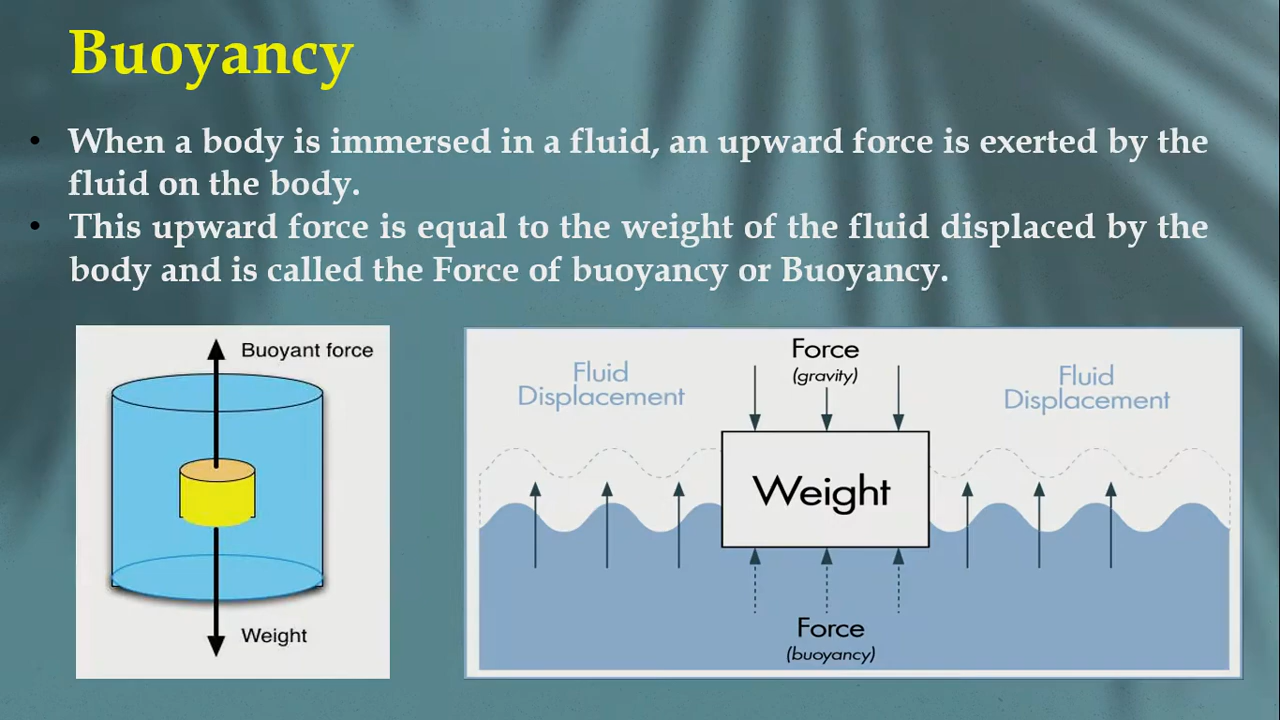 Buoyancy
• When a body is immersed in a fluid, an upward force is exerted by the
fluid on the body.
• This upward force is equal to the weight of the fluid displaced by the
body and is called the Force of buoyancy or Buoyancy.
Buoyant force
Weight
Force
(gravity)
Fluid
Displacement
Fluid
Displacement
Weight
Force
(buoyancy)